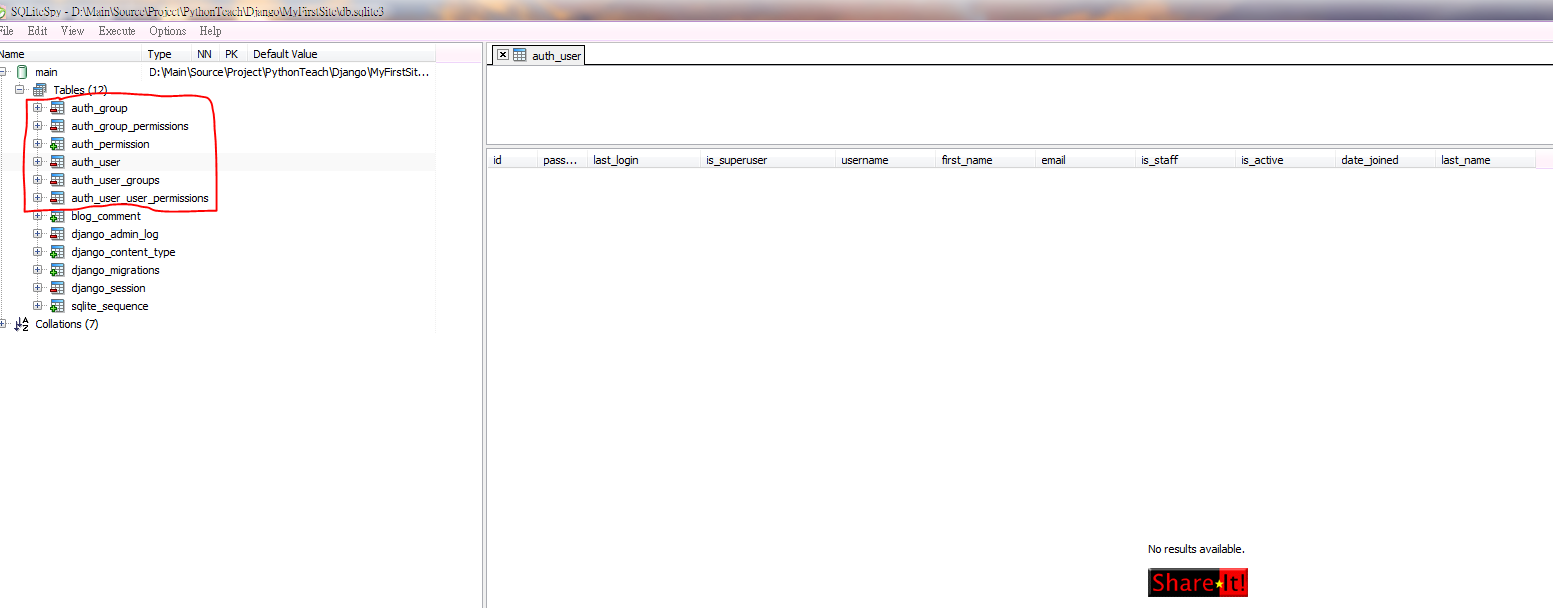 SQLiteSpy - D:\Main\Source\Project\PythonTeach\Django\MyFirstSite\db.sqlite3
File Edit View Execute Options Help
Name Type NN PK Default Value
main D:\Main\Source\Project\PythonTeach\Django\MyFirstSit...
Tables (12)
auth_group
auth_group_permissions
auth_permission
auth_user
auth_user_groups
auth_user_user_permissions
blog_comment
django_admin_log
django_content_type
django_migrations
django_session
sqlite_sequence
Collations (7)
auth_user
id pass... last_login is_superuser username first_name email is_staff is_active date_joined last_name
No results available.
Share It!